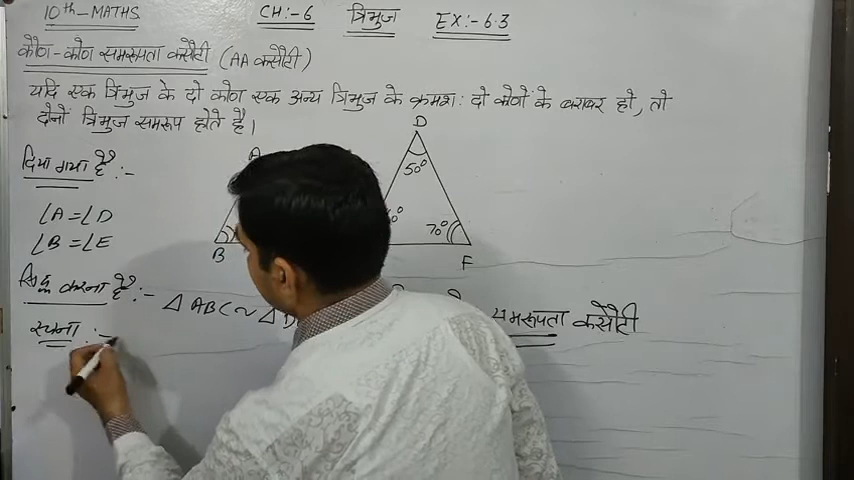 10th-MATHS CH:-6 त्रिभुज EX:-6.3
कोण-कोण समरूपता कसौटी (AA कसौटी)
यदि एक त्रिभुज के दो कोण एक अन्य त्रिभुज के क्रमश: दो कोणों के बराबर हो, तो
दोनों त्रिभुज समरूप होते है।
D
A
50°
दिया गया है:-
∠A=∠D
70°
∠B=∠E
B F
सिद्ध करना है:- △ABC~△D
समरूपता कसौटी
रचना :-